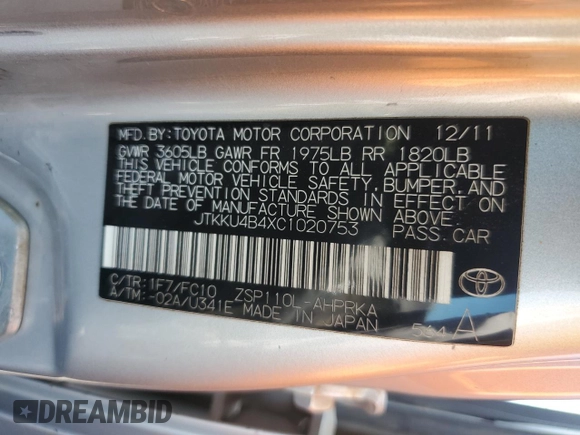 MFD.BY:TOYOTA MOTOR CORPORATION 12/11
GVWR 3605LB GAWR FR 1975LB RR 1820LB
THIS VEHICLE CONFORMS TO ALL APPLICABLE
FEDERAL MOTOR VEHICLE SAFETY, BUMPER, AND
THEFT PREVENTION STANDARDS IN EFFECT ON
THE DATE OF MANUFACTURE SHOWN ABOVE.
JTKKU4B4XC1020753 PASS.CAR
C/TR:1F7/FC10 ZSP110L-AHPRKA
A/TM:-02A/U341E MADE IN JAPAN A
DREAMBID